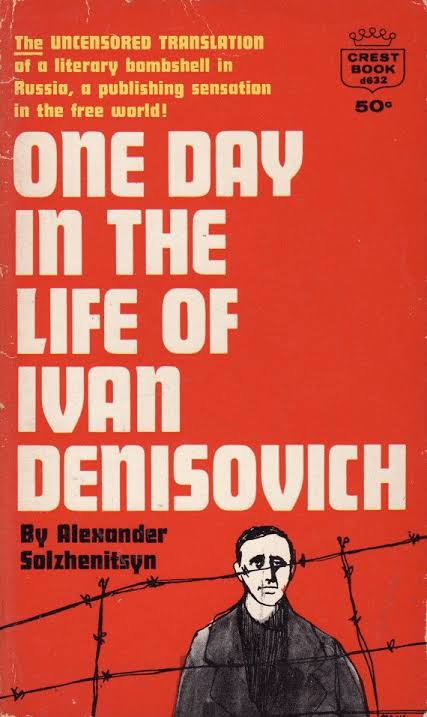 The UNCENSORED TRANSLATION
of a literary bombshell in
Russia, a publishing sensation
in the free world!
CREST
BOOK
d632
50¢
ONE DAY
IN THE
LIFE OF
IVAN
DENISOVICH
By Alexander
Solzhenitsyn